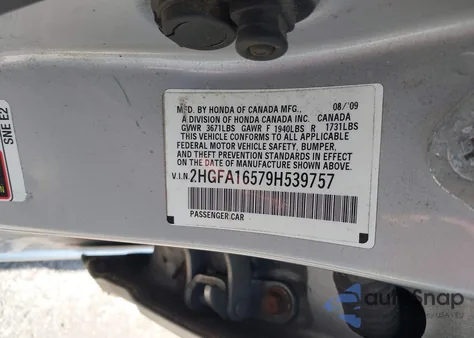 SNE E2
MFD. BY HONDA OF CANADA MFG., 08/'09
A DIVISION OF HONDA CANADA INC. CANADA
GVWR 3671LBS GAWR F 1940LBS R 1731LBS
THIS VEHICLE CONFORMS TO ALL APPLICABLE
FEDERAL MOTOR VEHICLE SAFETY, BUMPER,
AND THEFT PREVENTION STANDARDS IN EFFECT
ON THE DATE OF MANUFACTURE SHOWN ABOVE.
V.I.N. 2HGFA16579H539757
PASSENGER CAR
autoSnap